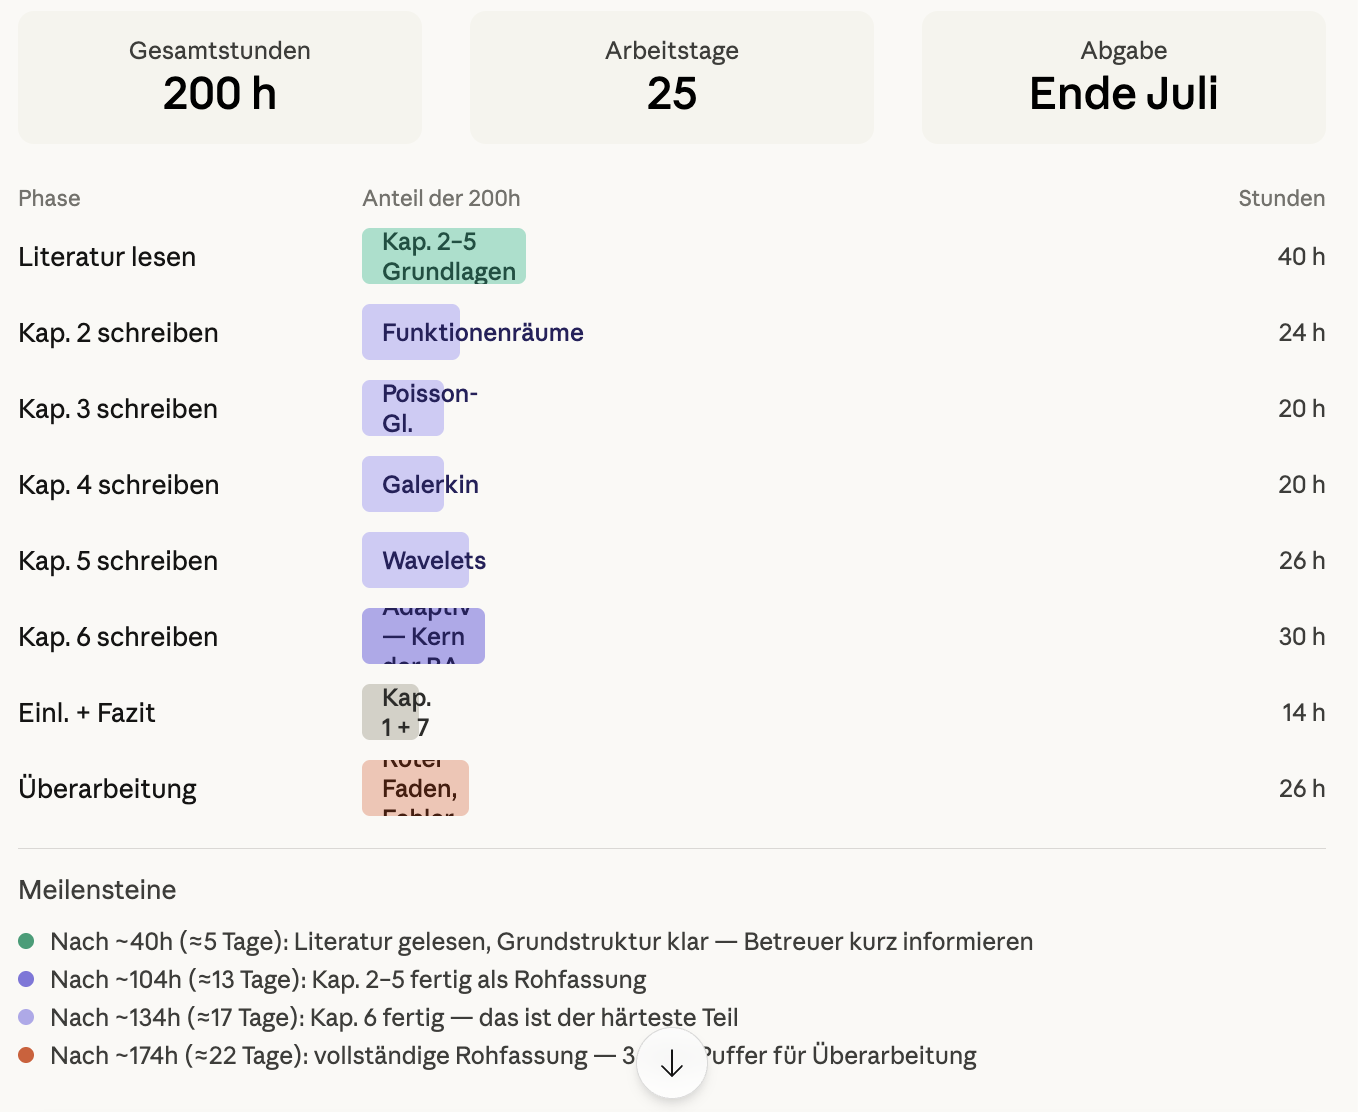 Gesamtstunden
200 h
Arbeitstage
25
Abgabe
Ende Juli
Phase Anteil der 200h Stunden
Literatur lesen Kap. 2–5 Grundlagen 40 h
Kap. 2 schreiben Funktionenräume 24 h
Kap. 3 schreiben Poisson-Gl. 20 h
Kap. 4 schreiben Galerkin 20 h
Kap. 5 schreiben Wavelets 26 h
Kap. 6 schreiben Adaptiv — Kern der BA 30 h
Einl. + Fazit Kap. 1 + 7 14 h
Überarbeitung Roter Faden, Fehler 26 h
Meilensteine
Nach ~40h (≈5 Tage): Literatur gelesen, Grundstruktur klar — Betreuer kurz informieren
Nach ~104h (≈13 Tage): Kap. 2–5 fertig als Rohfassung
Nach ~134h (≈17 Tage): Kap. 6 fertig — das ist der härteste Teil
Nach ~174h (≈22 Tage): vollständige Rohfassung — 3 Puffer für Überarbeitung